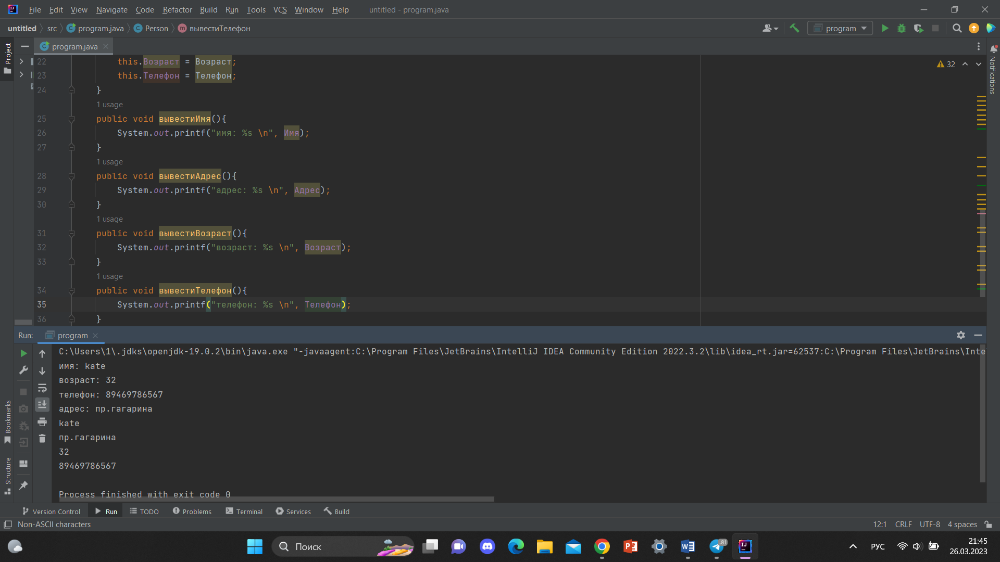 File Edit View Navigate Code Refactor Build Run Tools VCS Window Help untitled - program.java
untitled src program.java Person вывестиТелефон program
Project
program.java
Notifications
32
22 this.Возраст = Возраст;
23 this.Телефон = Телефон;
24 }
1 usage
25 public void вывестиИмя(){
26 System.out.printf("имя: %s \n", Имя);
27 }
1 usage
28 public void вывестиАдрес(){
29 System.out.printf("адрес: %s \n", Адрес);
30 }
1 usage
31 public void вывестиВозраст(){
32 System.out.printf("возраст: %s \n", Возраст);
33 }
1 usage
34 public void вывестиТелефон(){
35 System.out.printf("телефон: %s \n", Телефон);
36 }
Run: program
C:\Users\1\.jdks\openjdk-19.0.2\bin\java.exe "-javaagent:C:\Program Files\JetBrains\IntelliJ IDEA Community Edition 2022.3.2\lib\idea_rt.jar=62537:C:\Program Files\JetBrains\Inte
имя: kate
возраст: 32
телефон: 89469786567
адрес: пр.гагарина
kate
пр.гагарина
32
89469786567
Process finished with exit code 0
Bookmarks
Structure
Version Control Run TODO Problems Terminal Services Build
Non-ASCII characters 12:1 CRLF UTF-8 4 spaces
Поиск 81 РУС 21:45
26.03.2023